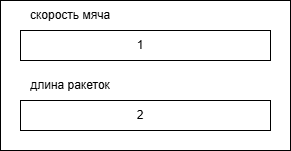 скорость мяча
1
длина ракеток
2